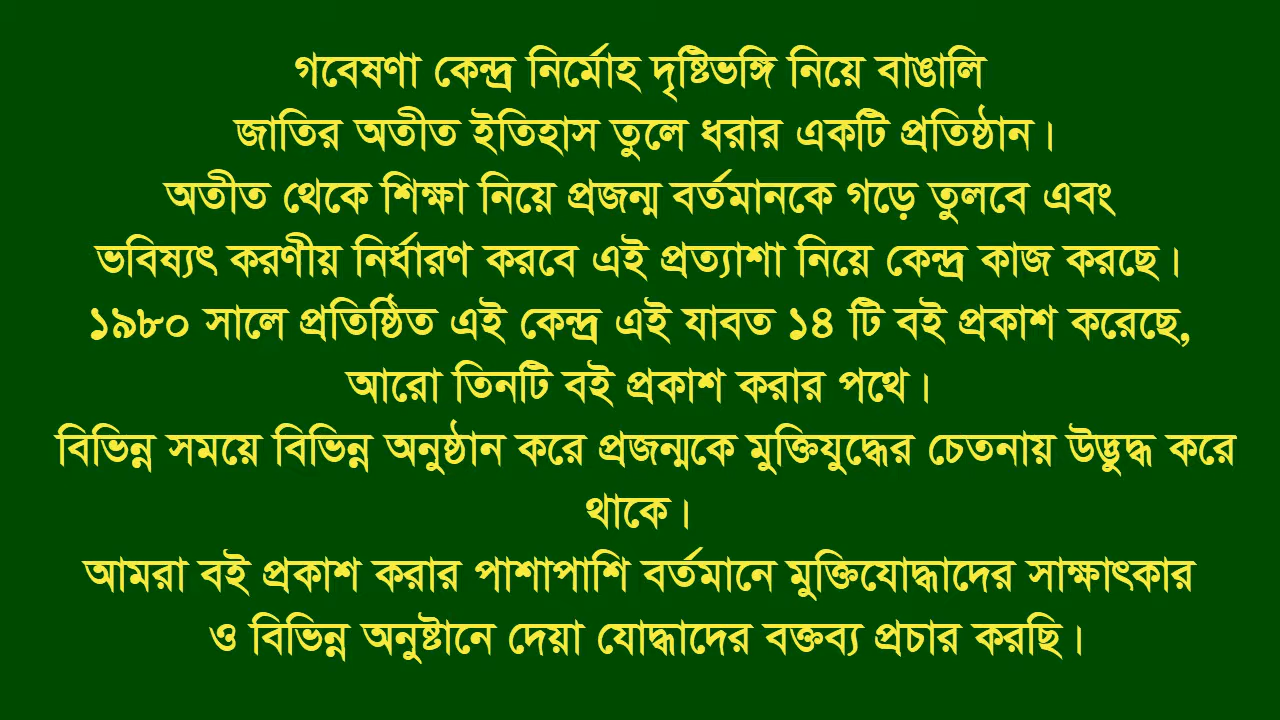 গবেষণা কেন্দ্র নির্মোহ দৃষ্টিভঙ্গি নিয়ে বাঙালি
জাতির অতীত ইতিহাস তুলে ধরার একটি প্রতিষ্ঠান।
অতীত থেকে শিক্ষা নিয়ে প্রজন্ম বর্তমানকে গড়ে তুলবে এবং
ভবিষ্যৎ করণীয় নির্ধারণ করবে এই প্রত্যাশা নিয়ে কেন্দ্র কাজ করছে।
১৯৮০ সালে প্রতিষ্ঠিত এই কেন্দ্র এই যাবত ১৪ টি বই প্রকাশ করেছে,
আরো তিনটি বই প্রকাশ করার পথে।
বিভিন্ন সময়ে বিভিন্ন অনুষ্ঠান করে প্রজন্মকে মুক্তিযুদ্ধের চেতনায় উদ্ভুদ্ধ করে
থাকে।
আমরা বই প্রকাশ করার পাশাপাশি বর্তমানে মুক্তিযোদ্ধাদের সাক্ষাৎকার
ও বিভিন্ন অনুষ্টানে দেয়া যোদ্ধাদের বক্তব্য প্রচার করছি।